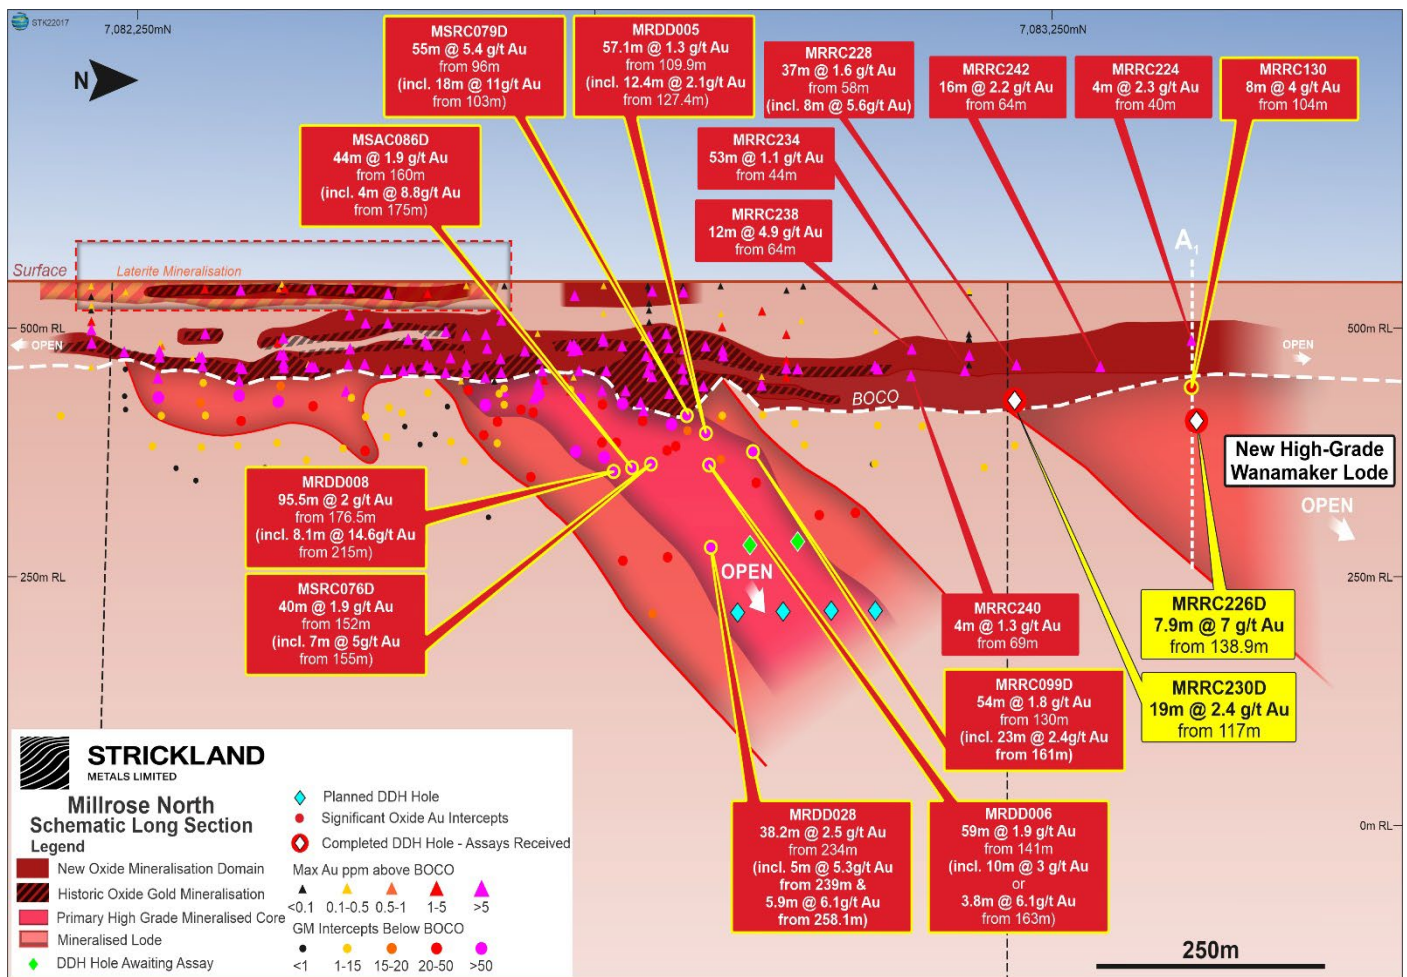 STK22017
7,082,250mN
7,083,250mN
N
MSRC079D
55m @ 5.4 g/t Au
from 96m
(incl. 18m @ 11g/t Au
from 103m)
MRDD005
57.1m @ 1.3 g/t Au
from 109.9m
(incl. 12.4m @ 2.1g/t Au
from 127.4m)
MRRC228
37m @ 1.6 g/t Au
from 58m
(incl. 8m @ 5.6g/t Au)
MRRC242
16m @ 2.2 g/t Au
from 64m
MRRC224
4m @ 2.3 g/t Au
from 40m
MRRC130
8m @ 4 g/t Au
from 104m
MSAC086D
44m @ 1.9 g/t Au
from 160m
(incl. 4m @ 8.8g/t Au
from 175m)
MRRC234
53m @ 1.1 g/t Au
from 44m
MRRC238
12m @ 4.9 g/t Au
from 64m
A1
Surface
Laterite Mineralisation
500m RL
500m RL
OPEN
OPEN
BOCO
New High-Grade
Wanamaker Lode
OPEN
MRDD008
95.5m @ 2 g/t Au
from 176.5m
(incl. 8.1m @ 14.6g/t Au
from 215m)
MSRC076D
40m @ 1.9 g/t Au
from 152m
(incl. 7m @ 5g/t Au
from 155m)
OPEN
250m RL
250m RL
MRRC240
4m @ 1.3 g/t Au
from 69m
MRRC226D
7.9m @ 7 g/t Au
from 138.9m
MRRC230D
19m @ 2.4 g/t Au
from 117m
MRRC099D
54m @ 1.8 g/t Au
from 130m
(incl. 23m @ 2.4g/t Au
from 161m)
MRDD028
38.2m @ 2.5 g/t Au
from 234m
(incl. 5m @ 5.3g/t Au
from 239m &
5.9m @ 6.1g/t Au
from 258.1m)
MRDD006
59m @ 1.9 g/t Au
from 141m
(incl. 10m @ 3 g/t Au
or
3.8m @ 6.1g/t Au
from 163m)
0m RL
250m
STRICKLAND
METALS LIMITED
Millrose North
Schematic Long Section
Legend
New Oxide Mineralisation Domain
Historic Oxide Gold Mineralisation
Primary High Grade Mineralised Core
Mineralised Lode
DDH Hole Awaiting Assay
Planned DDH Hole
Significant Oxide Au Intercepts
Completed DDH Hole - Assays Received
Max Au ppm above BOCO
<0.1 0.1-0.5 0.5-1 1-5 >5
GM Intercepts Below BOCO
<1 1-15 15-20 20-50 >50